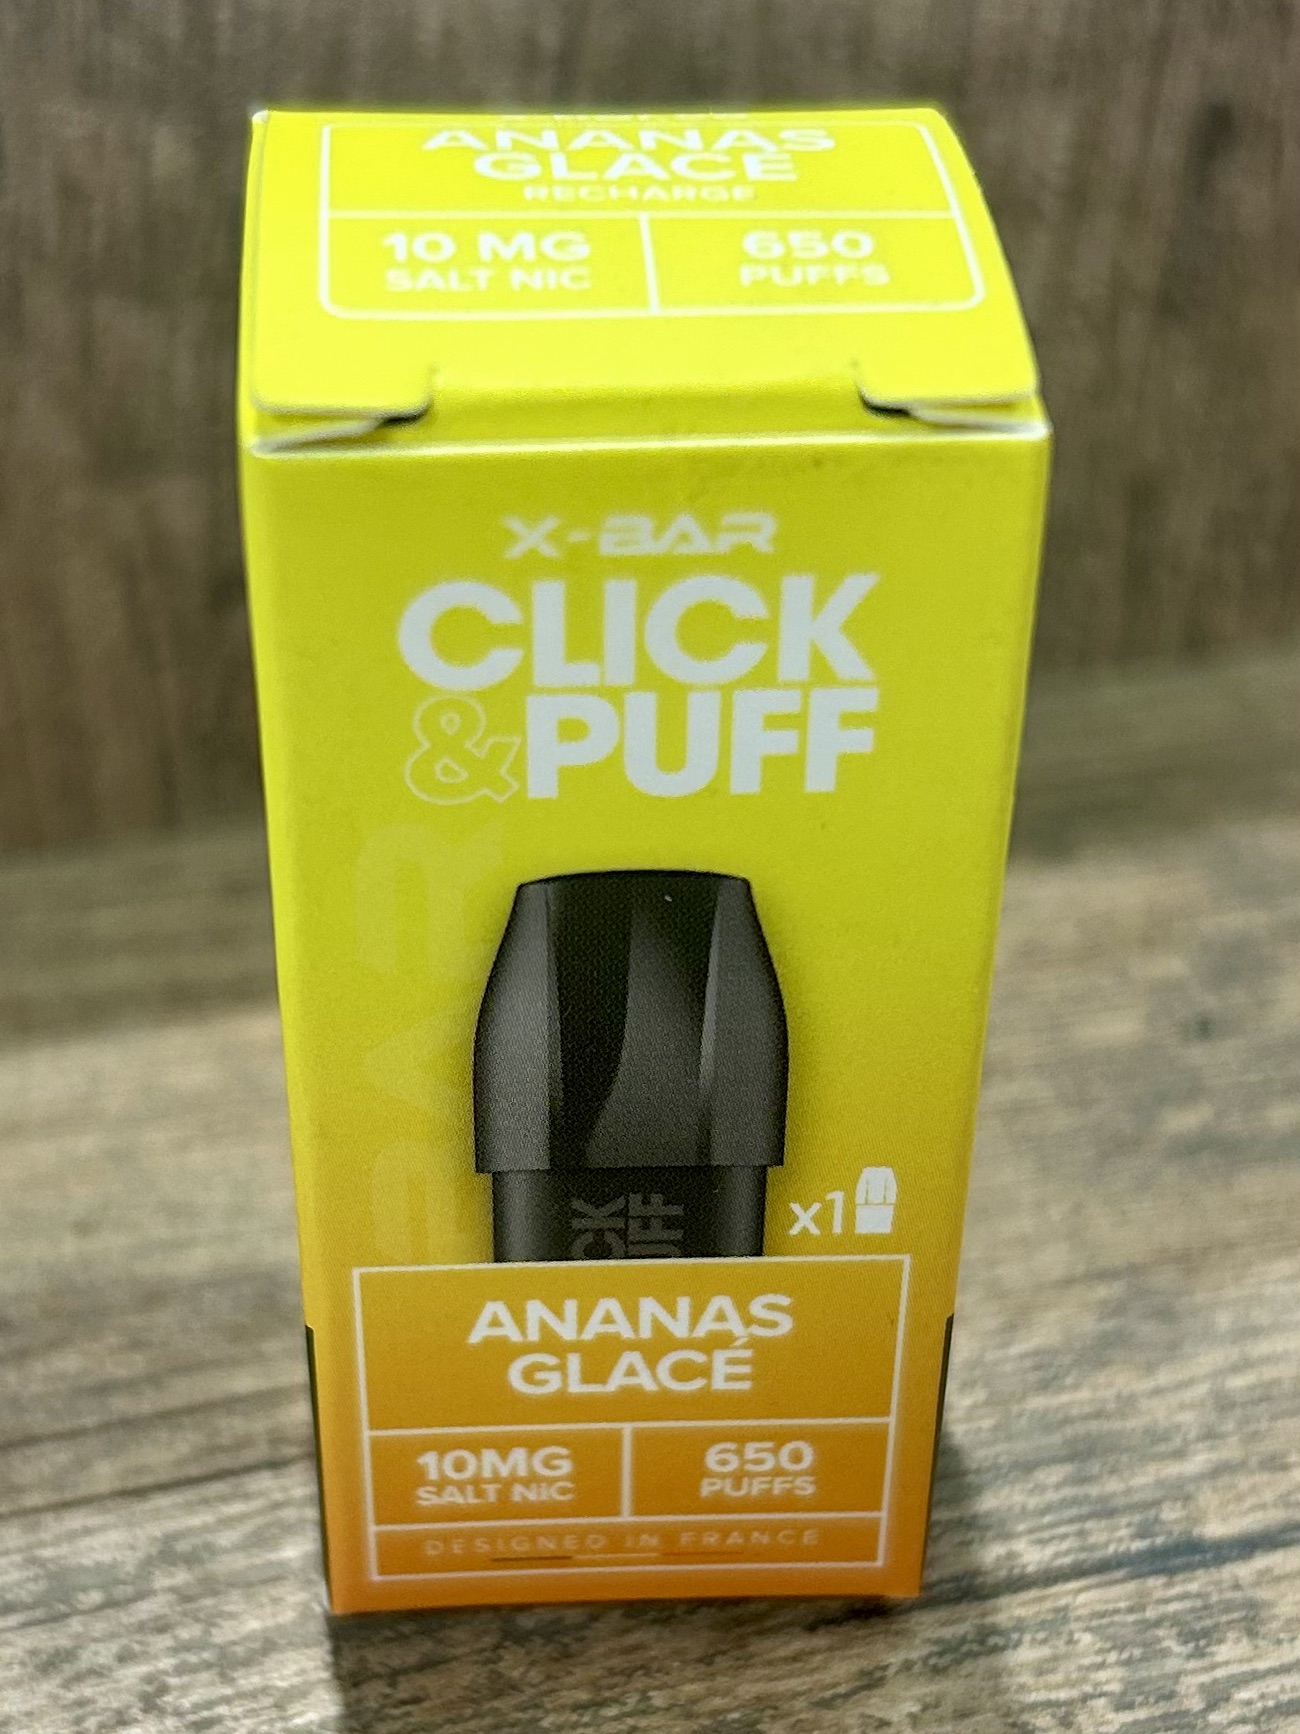 ANANAS
GLACÉ
RECHARGE
10 MG
SALT NIC
650
PUFFS
X-BAR
CLICK
&PUFF
x1
ANANAS
GLACÉ
10MG
SALT NIC
650
PUFFS
DESIGNED IN FRANCE